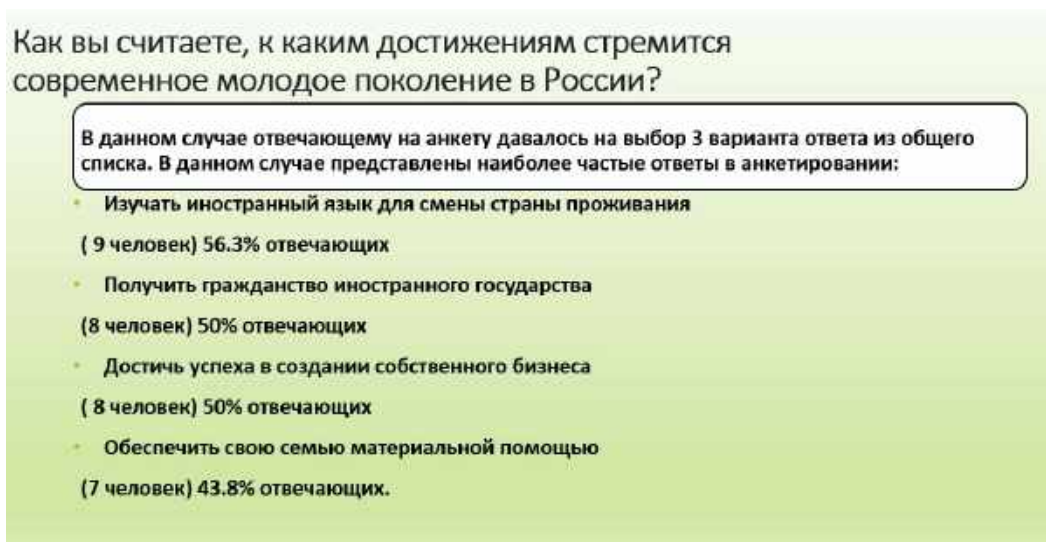 Как вы считаете, к каким достижениям стремится
современное молодое поколение в России?
В данном случае отвечающему на анкету давалось на выбор 3 варианта ответа из общего
списка. В данном случае представлены наиболее частые ответы в анкетировании:
• Изучать иностранный язык для смены страны проживания
( 9 человек) 56.3% отвечающих
• Получить гражданство иностранного государства
(8 человек) 50% отвечающих
• Достичь успеха в создании собственного бизнеса
( 8 человек) 50% отвечающих
• Обеспечить свою семью материальной помощью
(7 человек) 43.8% отвечающих.